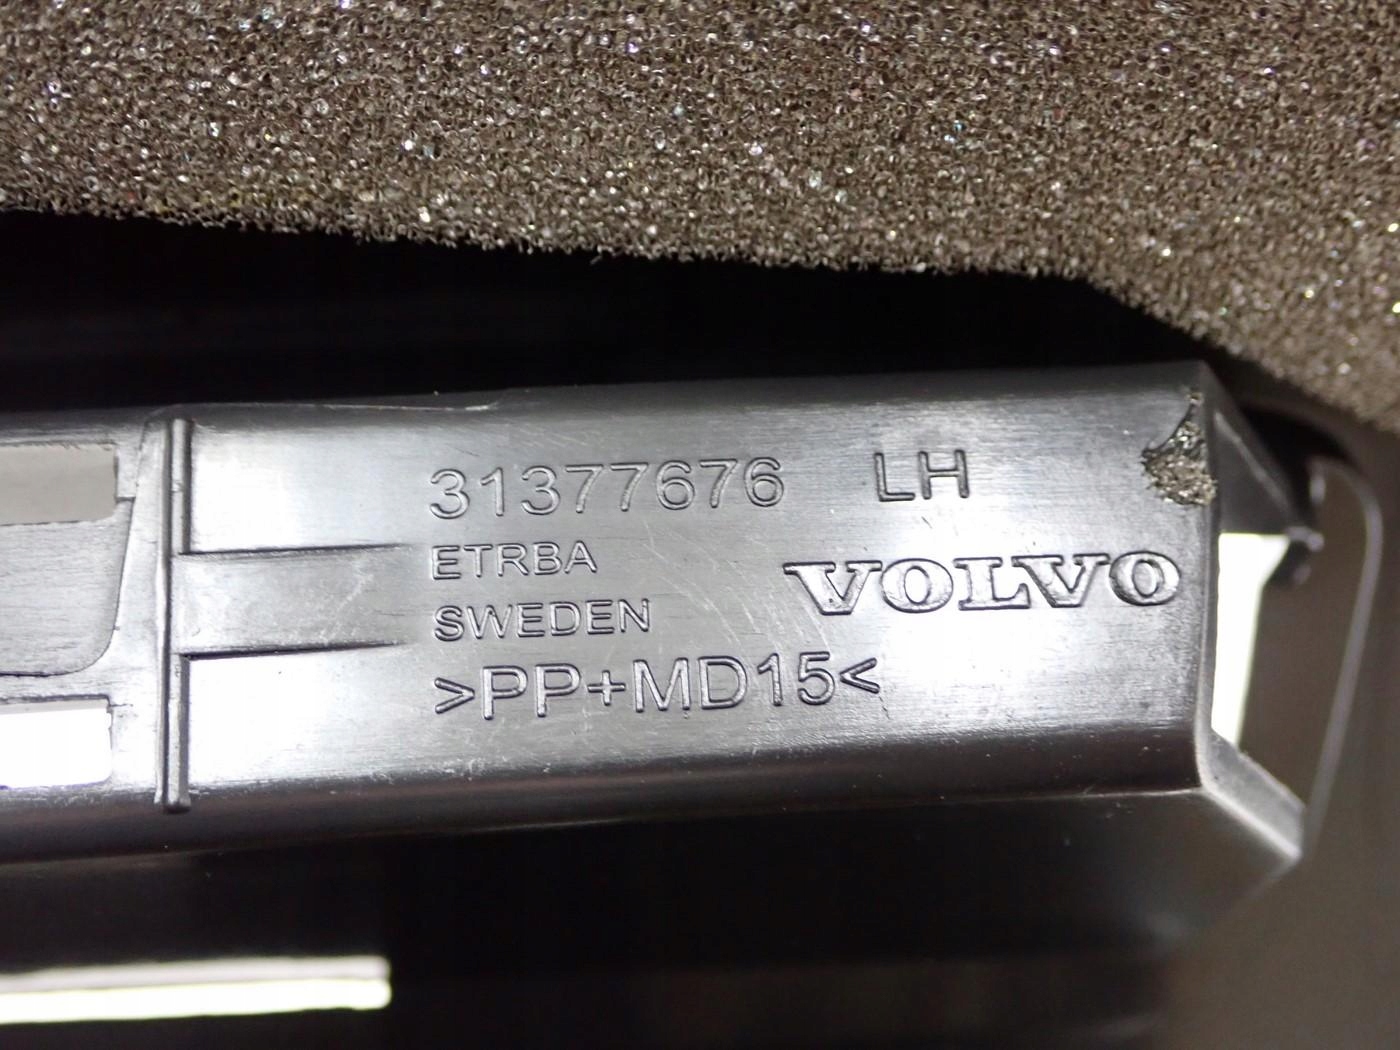 31377676 LH
ETRBA
SWEDEN
VOLVO
>PP+MD15<